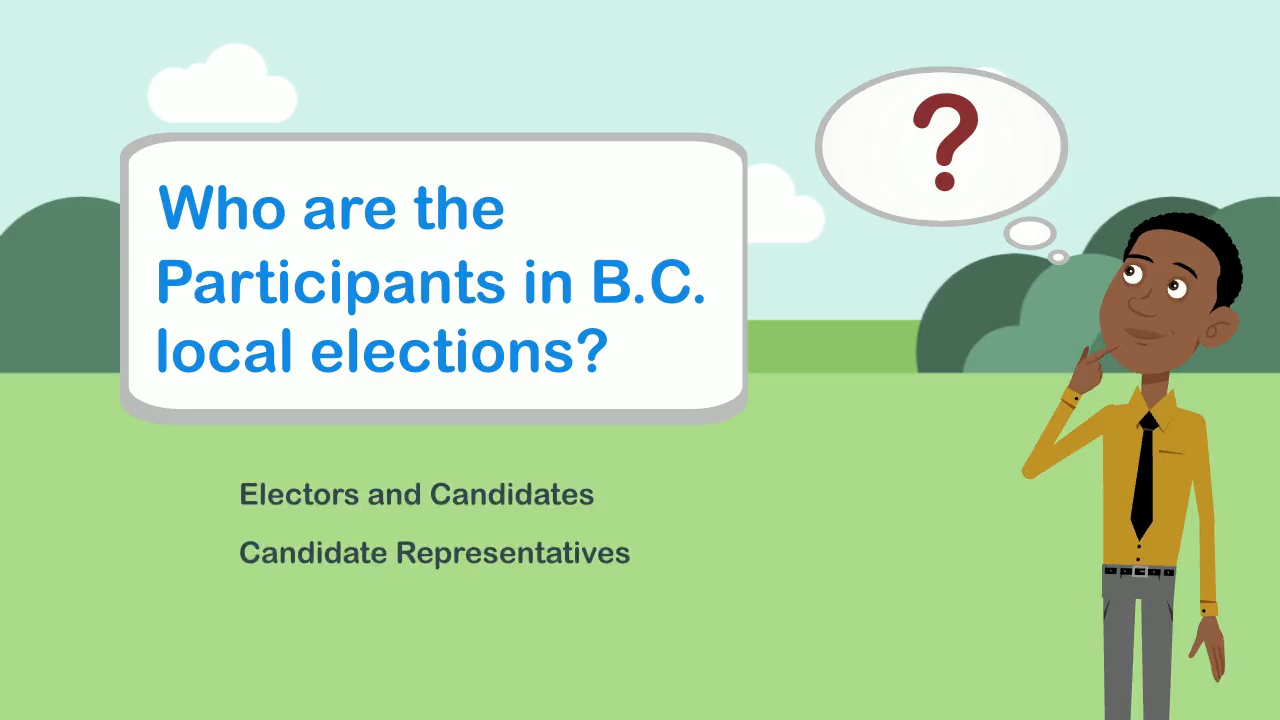 Who are the
Participants in B.C.
local elections?
?
Electors and Candidates
Candidate Representatives